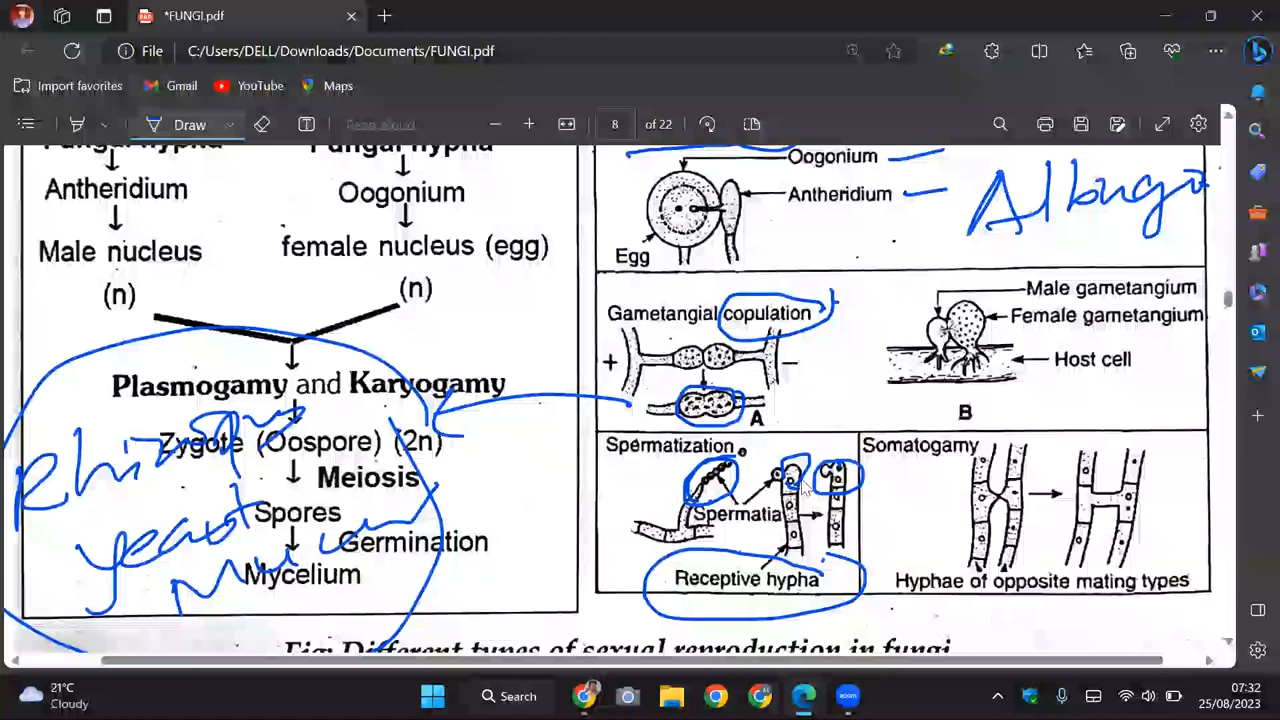 *FUNGI.pdf
File C:/Users/DELL/Downloads/Documents/FUNGI.pdf
Import favorites Gmail YouTube Maps
Draw Read aloud 8 of 22
Fungal hypha Fungal hypha
Antheridium Oogonium
Male nucleus female nucleus (egg)
(n) (n)
Plasmogamy and Karyogamy
Zygote (Oospore) (2n)
Meiosis
Spores
Germination
Mycelium
Rhizopus
yeast
Mucor
Oogonium
Antheridium
Egg
Albugo
Gametangial copulation
+ −
A
Male gametangium
Female gametangium
Host cell
B
Spermatization
Spermatia
Receptive hypha
Somatogamy
Hyphae of opposite mating types
Fig: Different types of sexual reproduction in fungi
21°C
Cloudy
Search
zoom
07:32
25/08/2023